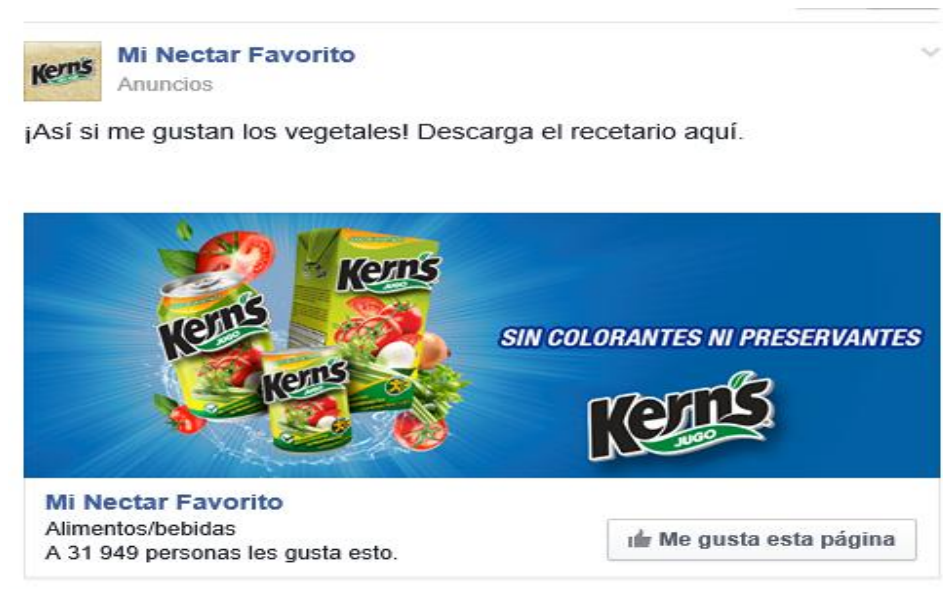 Kern's
Mi Nectar Favorito
Anuncios
¡Así si me gustan los vegetales! Descarga el recetario aquí.
Kern's
JUGO
Kern's
JUGO
Kern's
JUGO
SIN COLORANTES NI PRESERVANTES
Kern's
JUGO
Mi Nectar Favorito
Alimentos/bebidas
A 31 949 personas les gusta esto.
Me gusta esta página